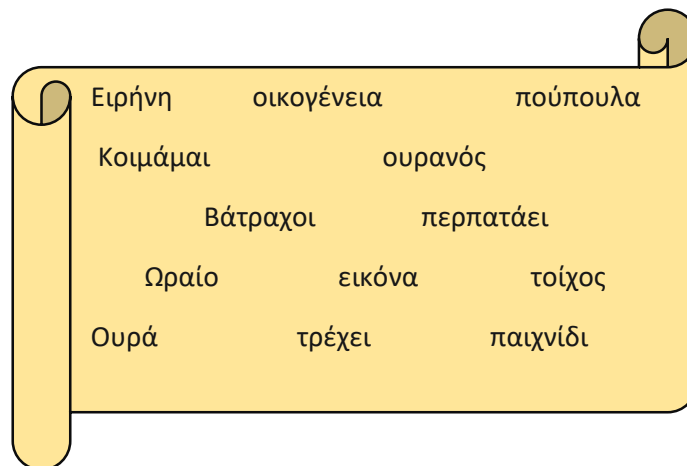 Ειρήνη οικογένεια πούπουλα
Κοιμάμαι ουρανός
Βάτραχοι περπατάει
Ωραίο εικόνα τοίχος
Ουρά τρέχει παιχνίδι